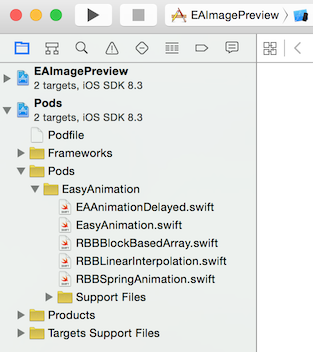 EAImagePreview
EAImagePreview
2 targets, iOS SDK 8.3
Pods
2 targets, iOS SDK 8.3
Podfile
Frameworks
Pods
EasyAnimation
EAAnimationDelayed.swift
EasyAnimation.swift
RBBBlockBasedArray.swift
RBBLinearInterpolation.swift
RBBSpringAnimation.swift
Support Files
Products
Targets Support Files